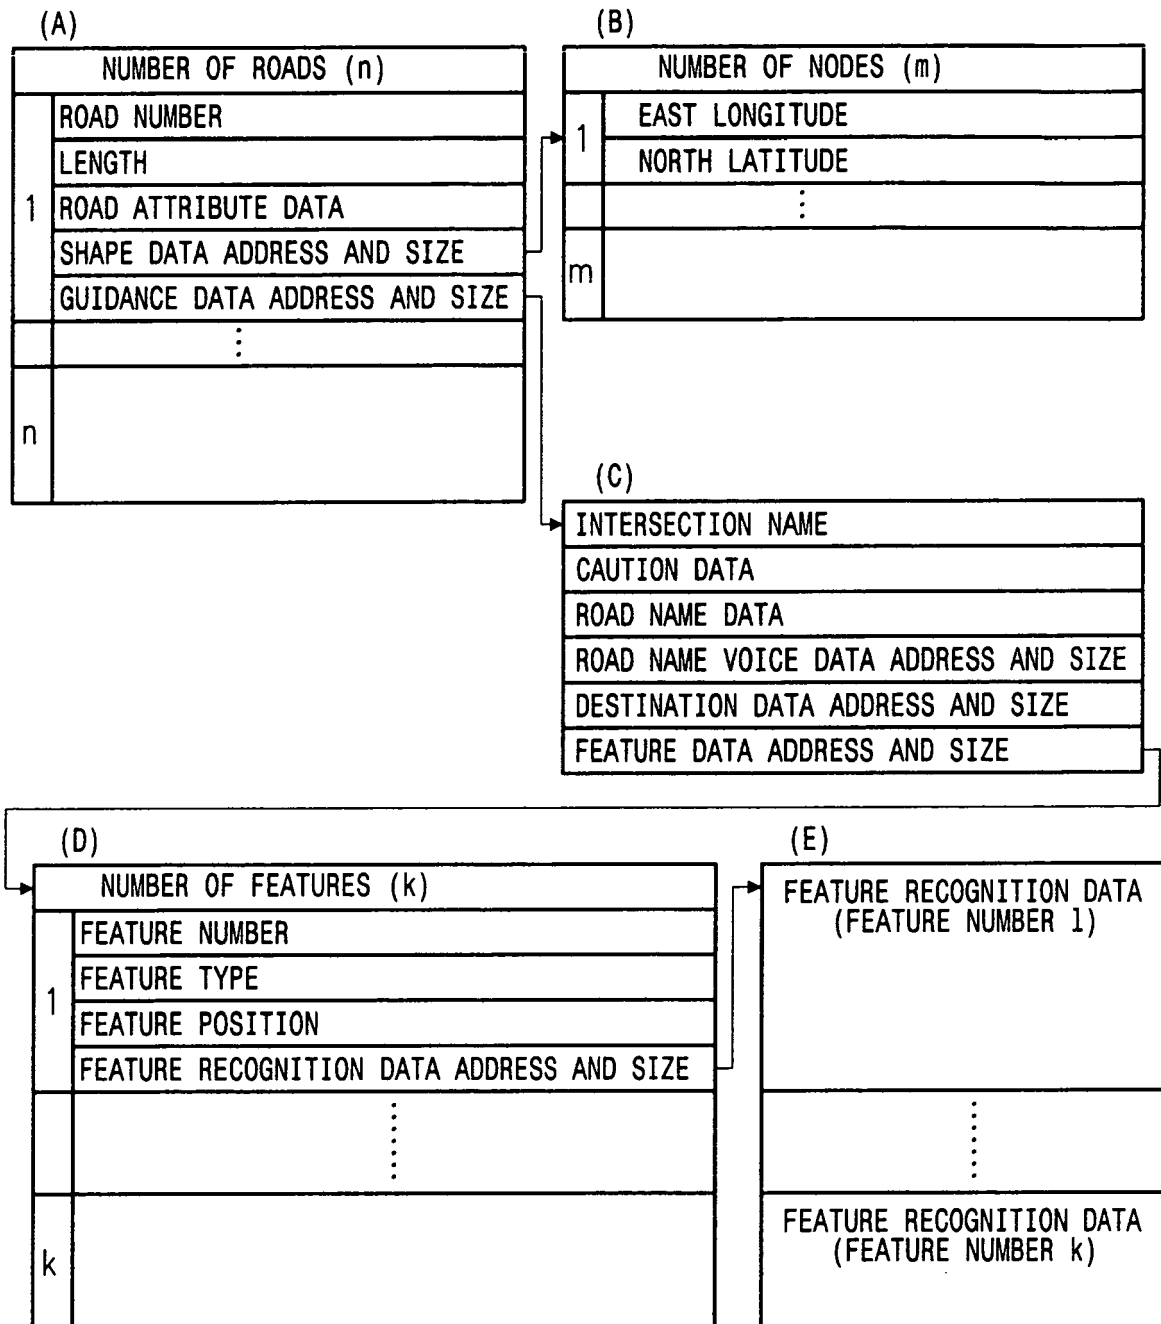 (A)
NUMBER OF ROADS (n)
1
ROAD NUMBER
LENGTH
ROAD ATTRIBUTE DATA
SHAPE DATA ADDRESS AND SIZE
GUIDANCE DATA ADDRESS AND SIZE
n
(B)
NUMBER OF NODES (m)
1
EAST LONGITUDE
NORTH LATITUDE
m
(C)
INTERSECTION NAME
CAUTION DATA
ROAD NAME DATA
ROAD NAME VOICE DATA ADDRESS AND SIZE
DESTINATION DATA ADDRESS AND SIZE
FEATURE DATA ADDRESS AND SIZE
(D)
NUMBER OF FEATURES (k)
1
FEATURE NUMBER
FEATURE TYPE
FEATURE POSITION
FEATURE RECOGNITION DATA ADDRESS AND SIZE
k
(E)
FEATURE RECOGNITION DATA
(FEATURE NUMBER l)
FEATURE RECOGNITION DATA
(FEATURE NUMBER k)